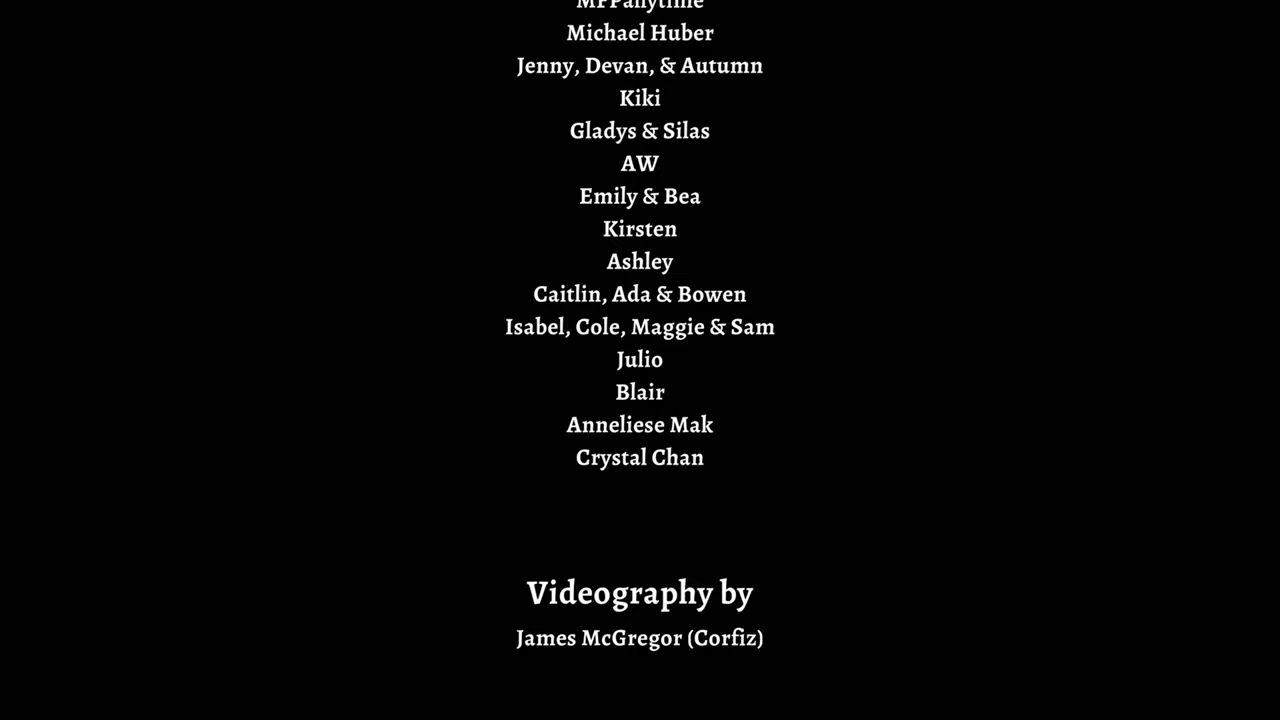 MFPanytime
Michael Huber
Jenny, Devan, & Autumn
Kiki
Gladys & Silas
AW
Emily & Bea
Kirsten
Ashley
Caitlin, Ada & Bowen
Isabel, Cole, Maggie & Sam
Julio
Blair
Anneliese Mak
Crystal Chan
Videography by
James McGregor (Corfiz)